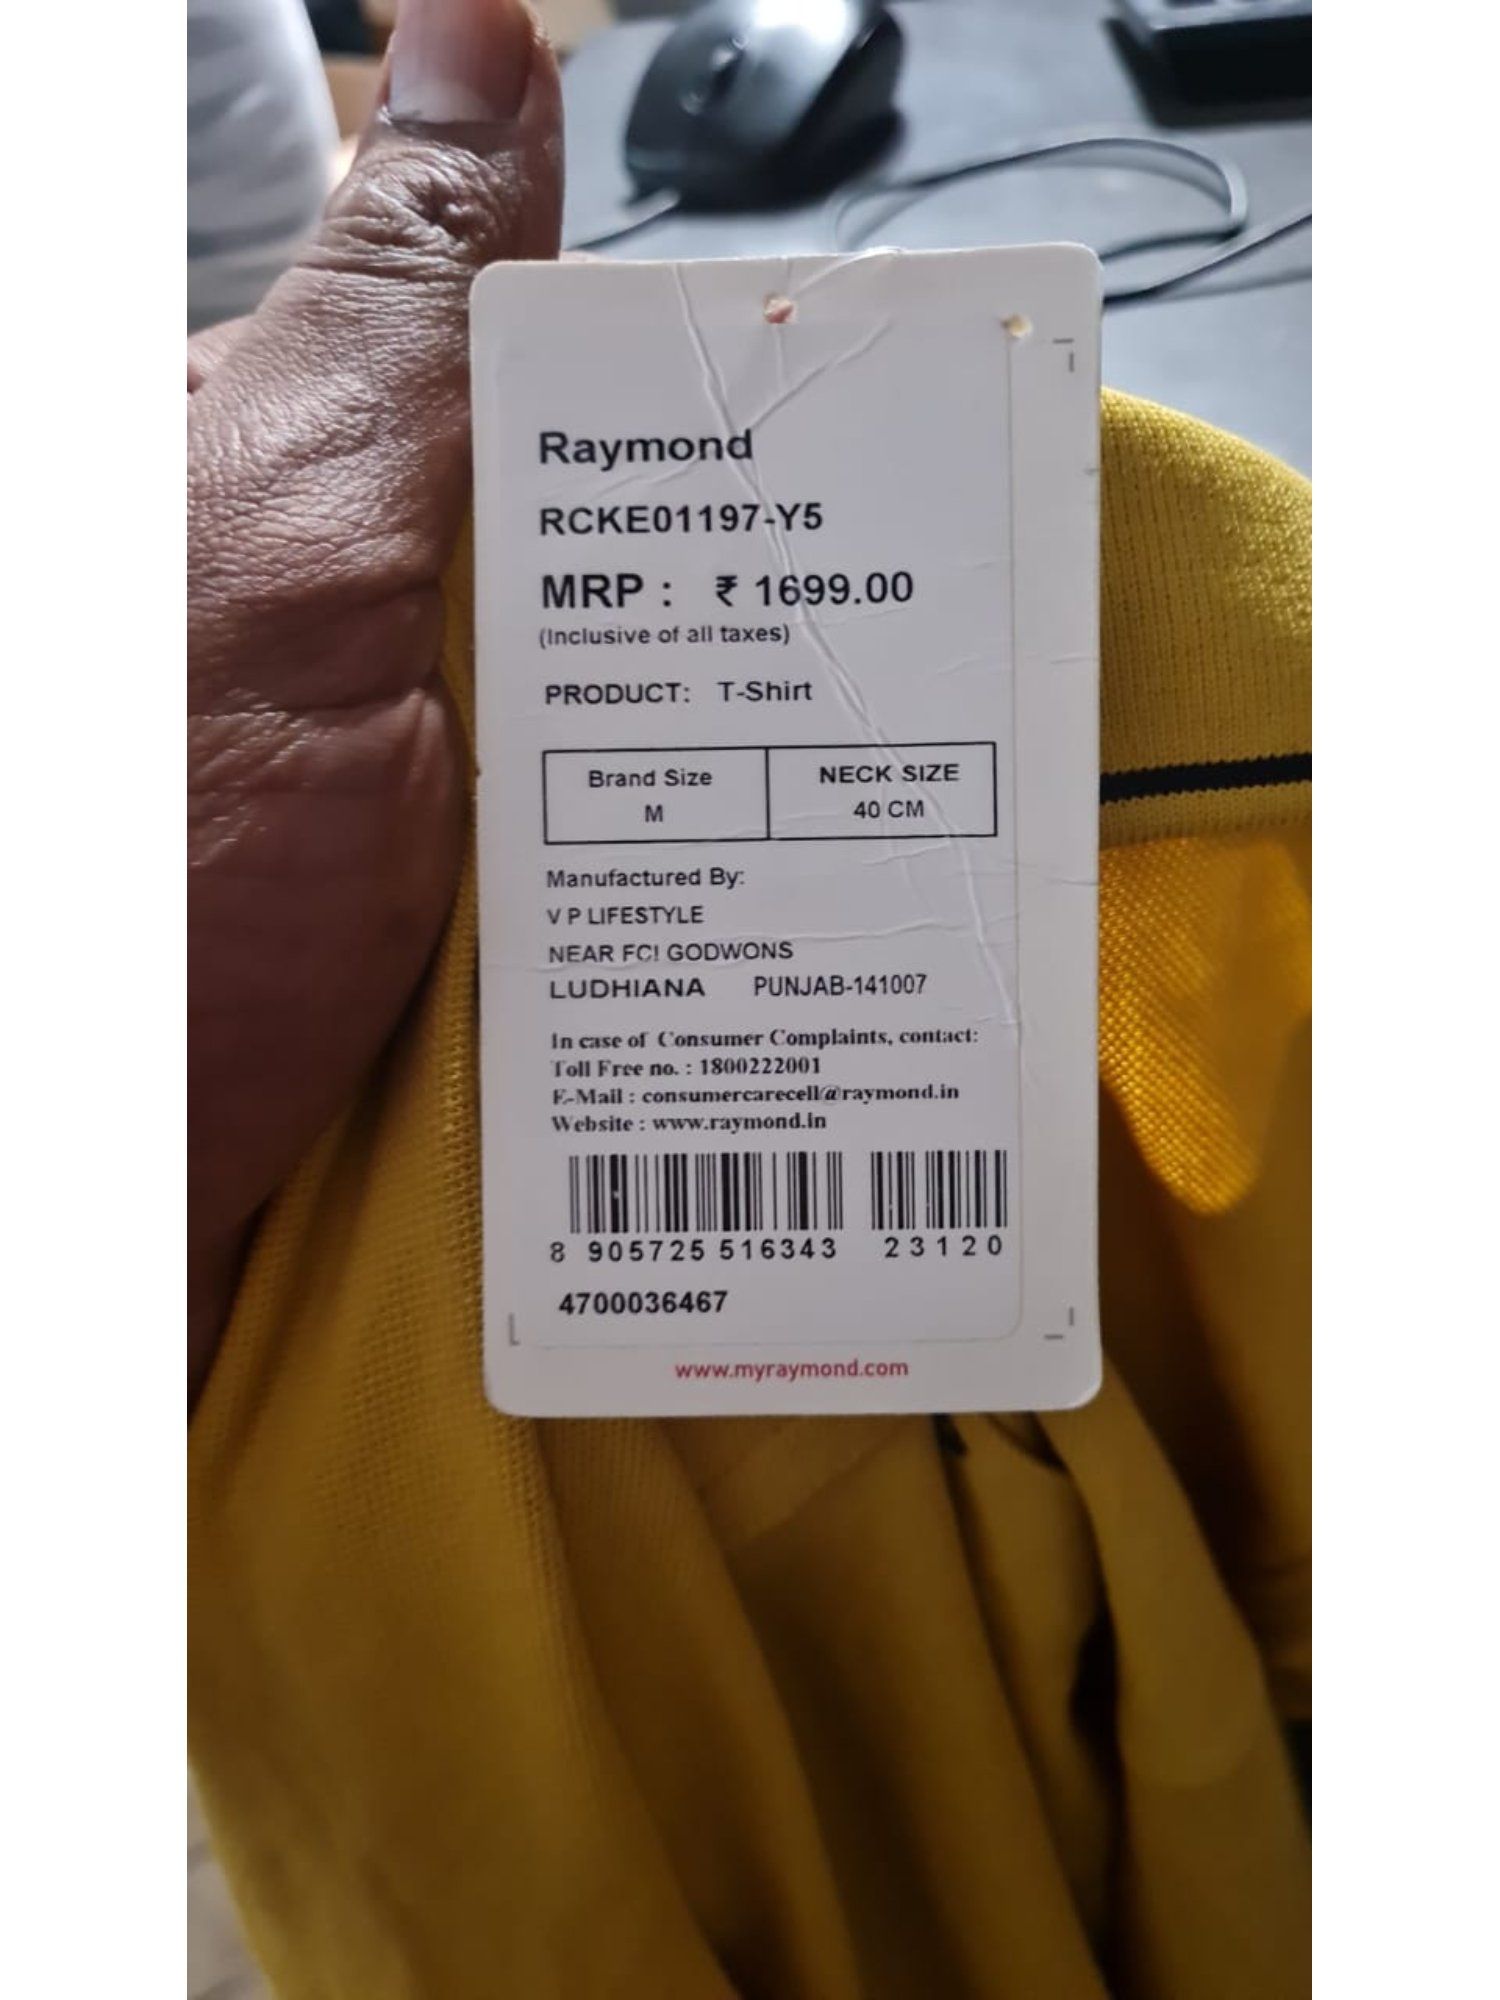 Raymond
RCKE01197-Y5
MRP : ₹ 1699.00
(Inclusive of all taxes)
PRODUCT: T-Shirt
Brand Size NECK SIZE
M 40 CM
Manufactured By:
V P LIFESTYLE
NEAR FCI GODWONS
LUDHIANA PUNJAB-141007
In case of Consumer Complaints, contact:
Toll Free no. : 1800222001
E-Mail : consumercarecell@raymond.in
Website : www.raymond.in
8 905725 516343 23120
4700036467
www.myraymond.com